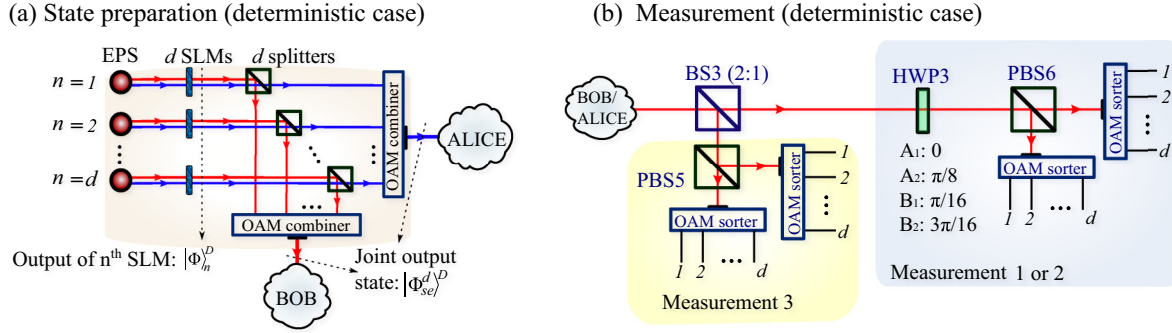 (a) State preparation (deterministic case)
EPS
d SLMs
d splitters
n = 1
n = 2
n = d
OAM combiner
ALICE
OAM combiner
Output of nᵗʰ SLM: |Φ⟩ₙᴰ
BOB
Joint output
state: |Φₛₑᵈ⟩ᴰ
(b) Measurement (deterministic case)
BOB/
ALICE
BS3 (2:1)
HWP3
PBS6
OAM sorter
1
2
d
PBS5
OAM sorter
1
2
d
OAM sorter
1 2 ... d
Measurement 3
A₁: 0
A₂: π/8
B₁: π/16
B₂: 3π/16
OAM sorter
1 2 ... d
Measurement 1 or 2